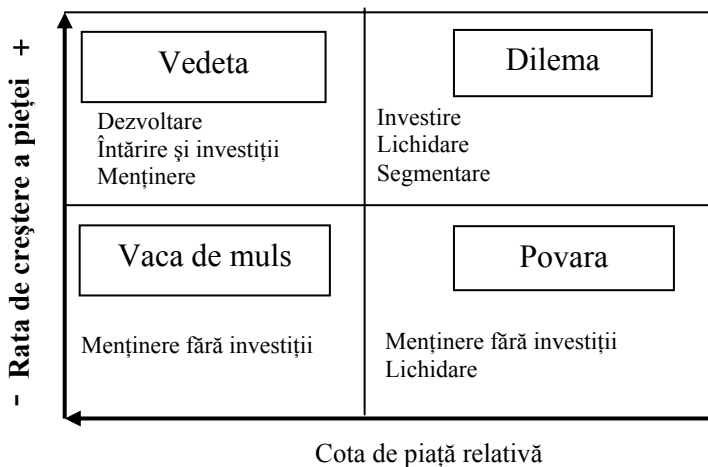 - Rata de creştere a pieţei +
Vedeta
Dezvoltare
Întărire şi investiţii
Menţinere
Dilema
Investire
Lichidare
Segmentare
Vaca de muls
Menţinere fără investiţii
Povara
Menţinere fără investiţii
Lichidare
Cota de piaţă relativă